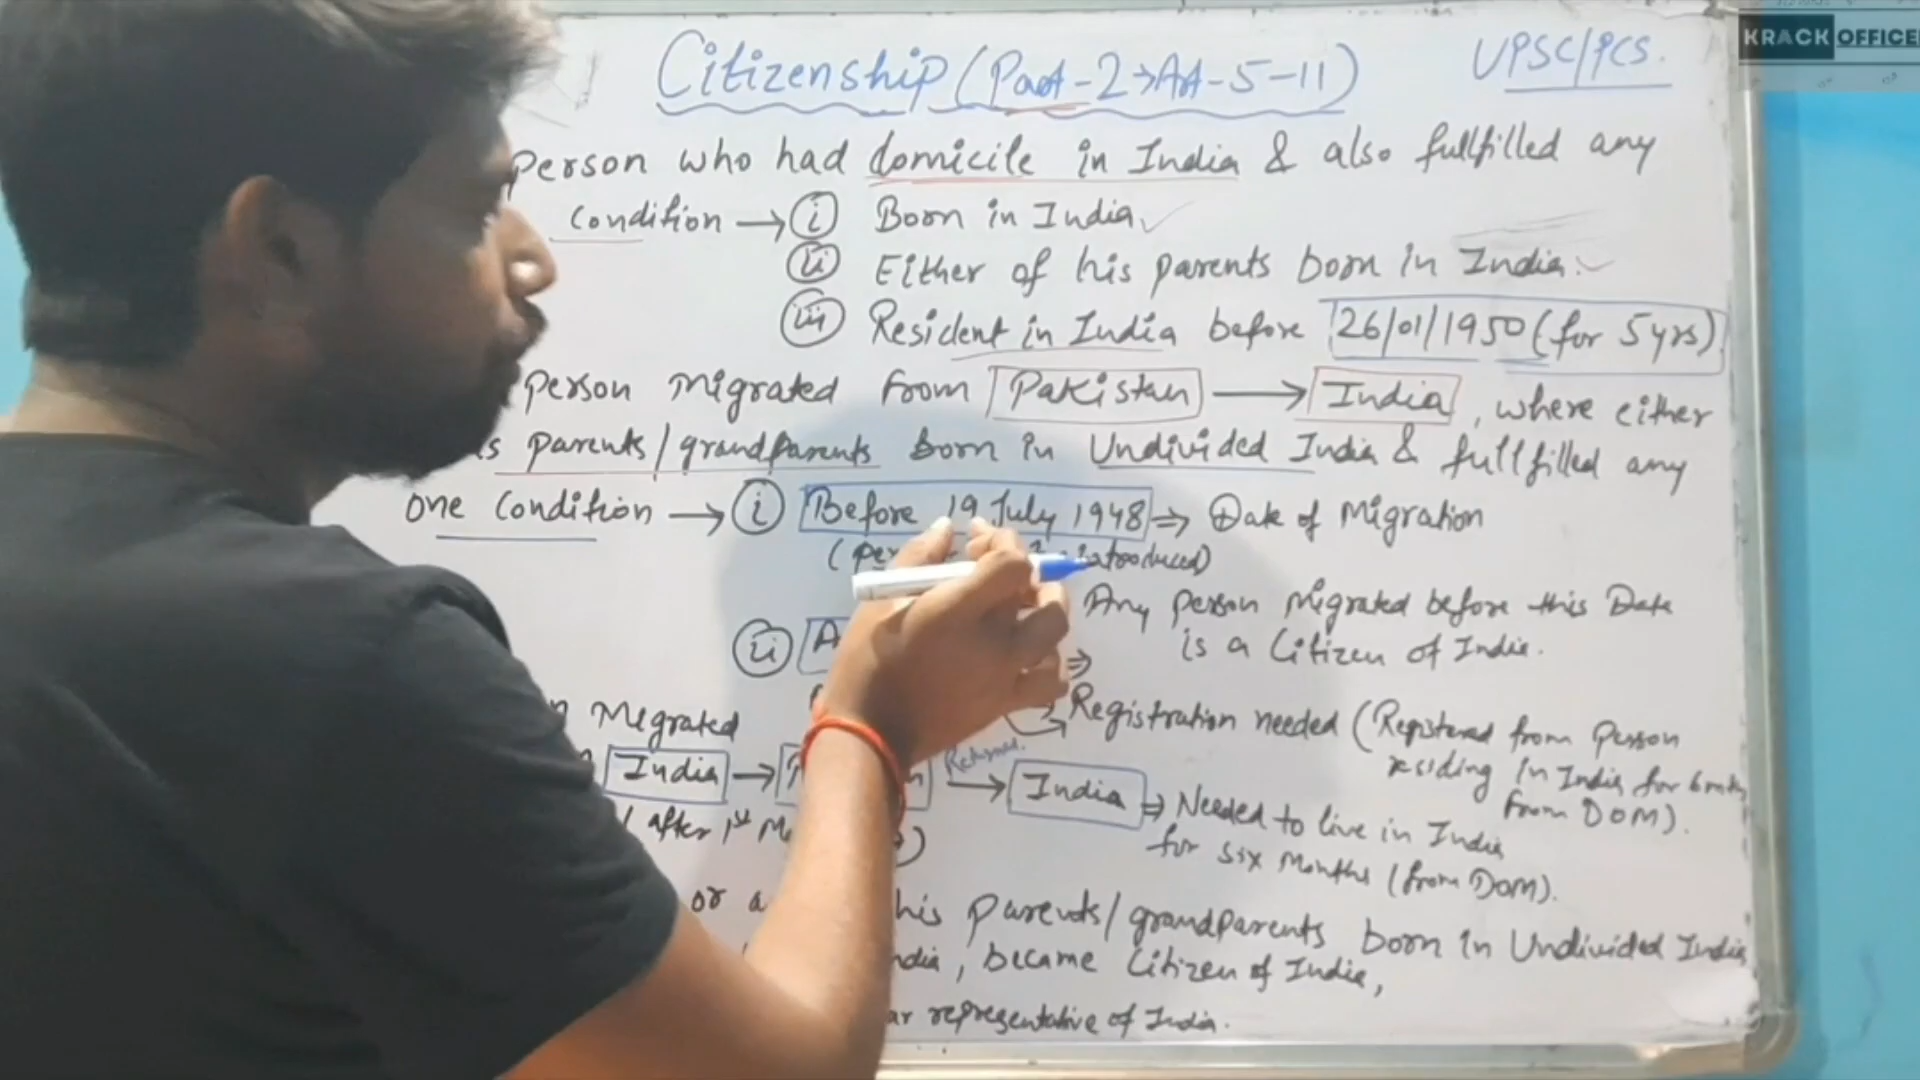 KRACK OFFICE
Citizenship (Part-2→Art-5-11)
UPSC/PCS.
person who had domicile in India & also fullfilled any
condition → (i) Born in India
(ii) Either of his parents born in India.
(iii) Resident in India before 26/01/1950 (for 5yrs)
person Migrated from Pakistan → India, where either
parents/grandparents born in Undivided India & fullfilled any
one condition → (i) Before 19 July 1948 ⇒ Date of Migration
introduced)
Any person Migrated before this Date
is a Citizen of India.
(ii) A ⇒
Registration needed (Registered from person
residing in India for 6 mnths
from DOM).
Migrated
India → → India ⇒ Needed to live in India
for six months (from DOM).
after 1st
or a his parents/grandparents born in Undivided India
, became Citizen of India,
representative of India.